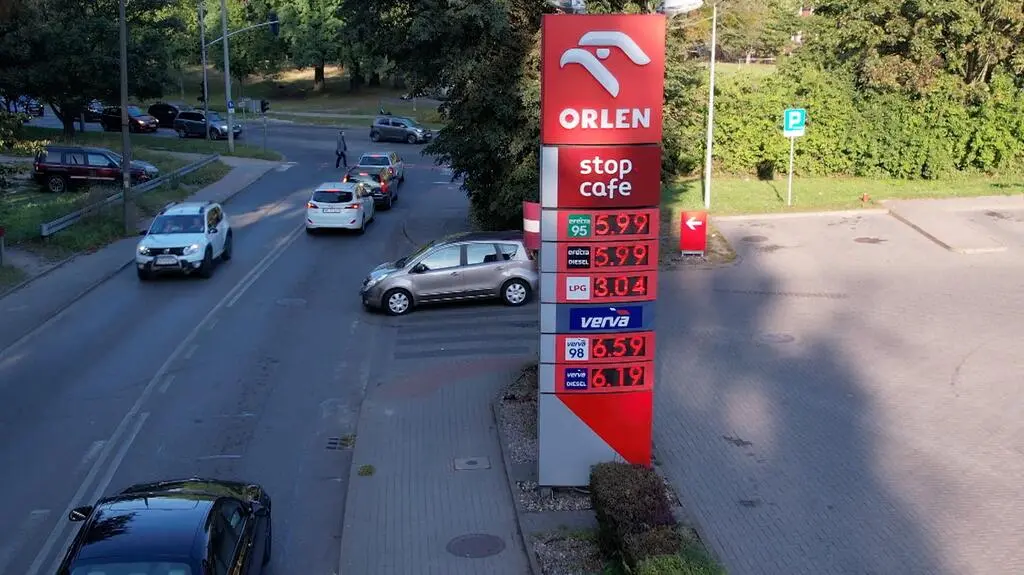 ORLEN
stop
cafe
efecta 95 5.99
efecta DIESEL 5.99
LPG 3.04
verva
verva 98 6.59
verva DIESEL 6.19
P